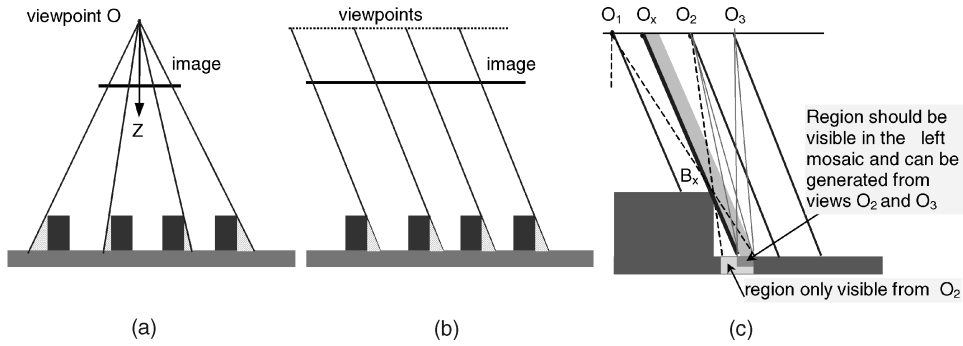 viewpoint O
image
Z
(a)
viewpoints
image
(b)
O1 Ox O2 O3
Bx
Region should be
visible in the left
mosaic and can be
generated from
views O2 and O3
region only visible from O2
(c)